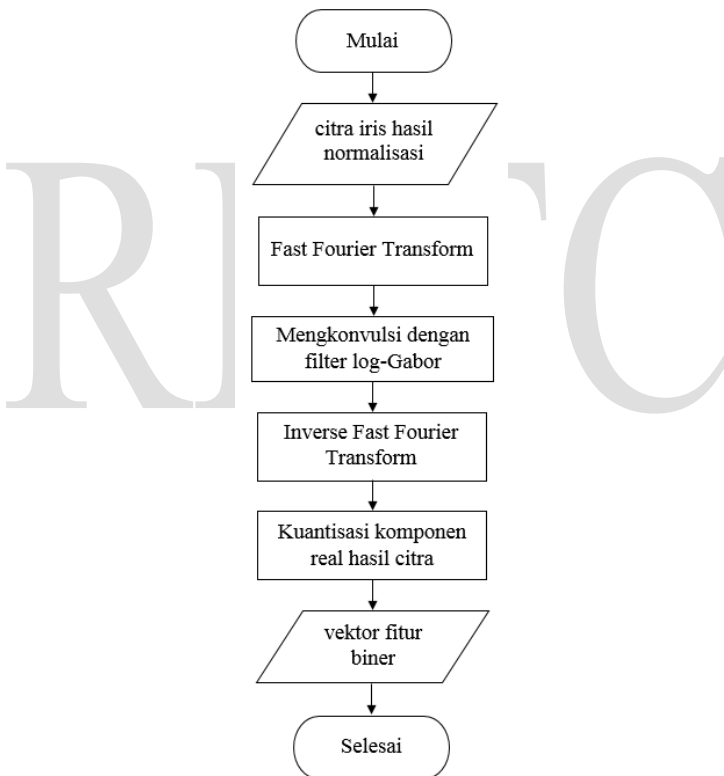 Mulai
citra iris hasil
normalisasi
Fast Fourier Transform
Mengkonvulsi dengan
filter log-Gabor
Inverse Fast Fourier
Transform
Kuantisasi komponen
real hasil citra
vektor fitur
biner
Selesai